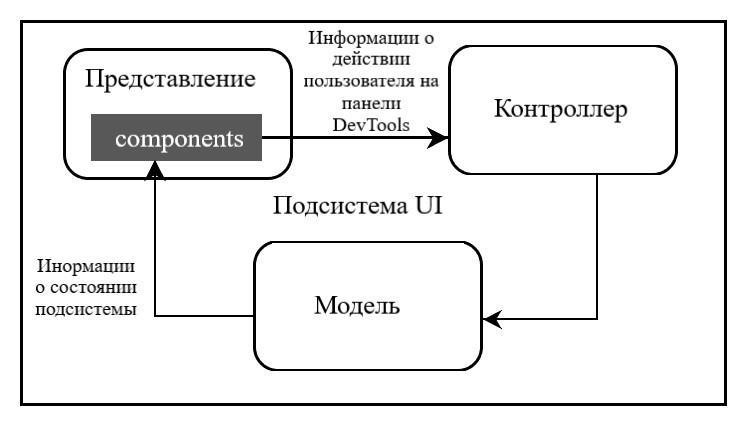 Представление
components
Информации о
действии
пользователя на
панели
DevTools
Контроллер
Подсистема UI
Инормации
о состоянии
подсистемы
Модель